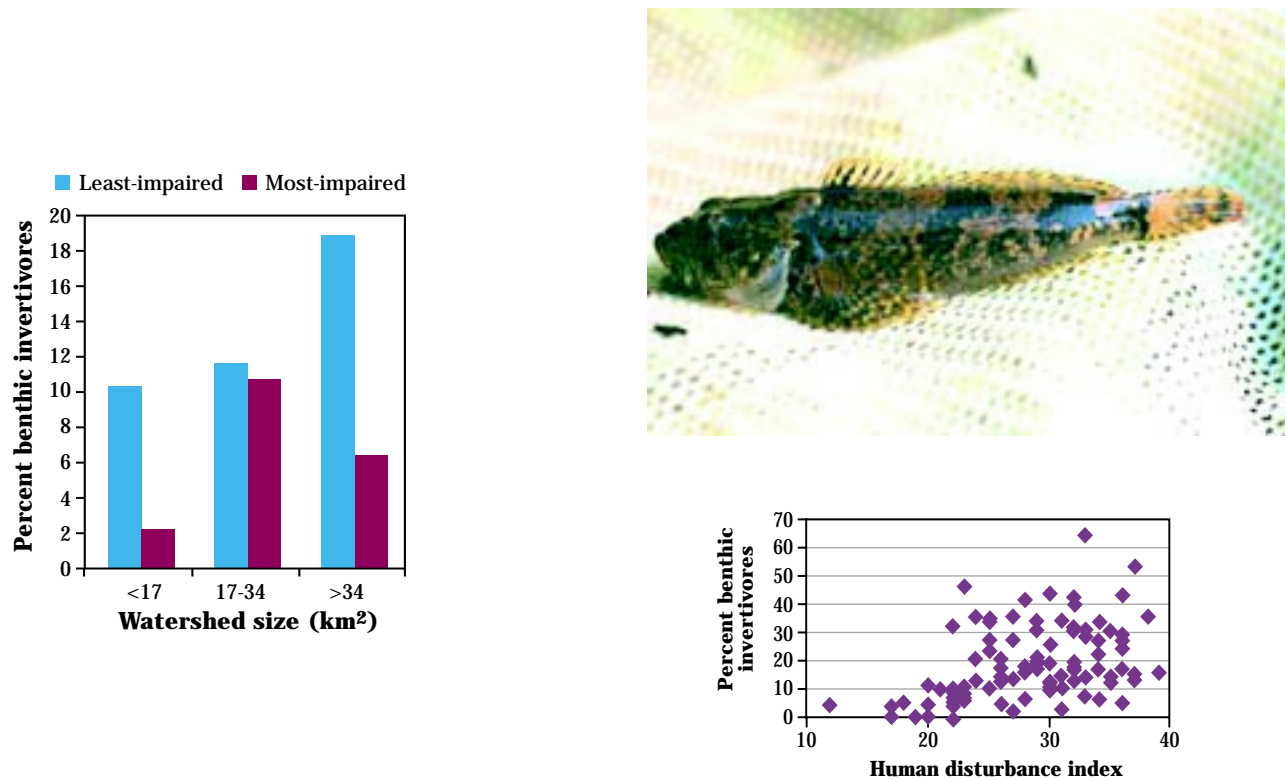 Least-impaired Most-impaired
Percent benthic invertivores
20
18
16
14
12
10
8
6
4
2
0
<17 17-34 >34
Watershed size (km²)
Percent benthic
invertivores
70
60
50
40
30
20
10
0
10 20 30 40
Human disturbance index